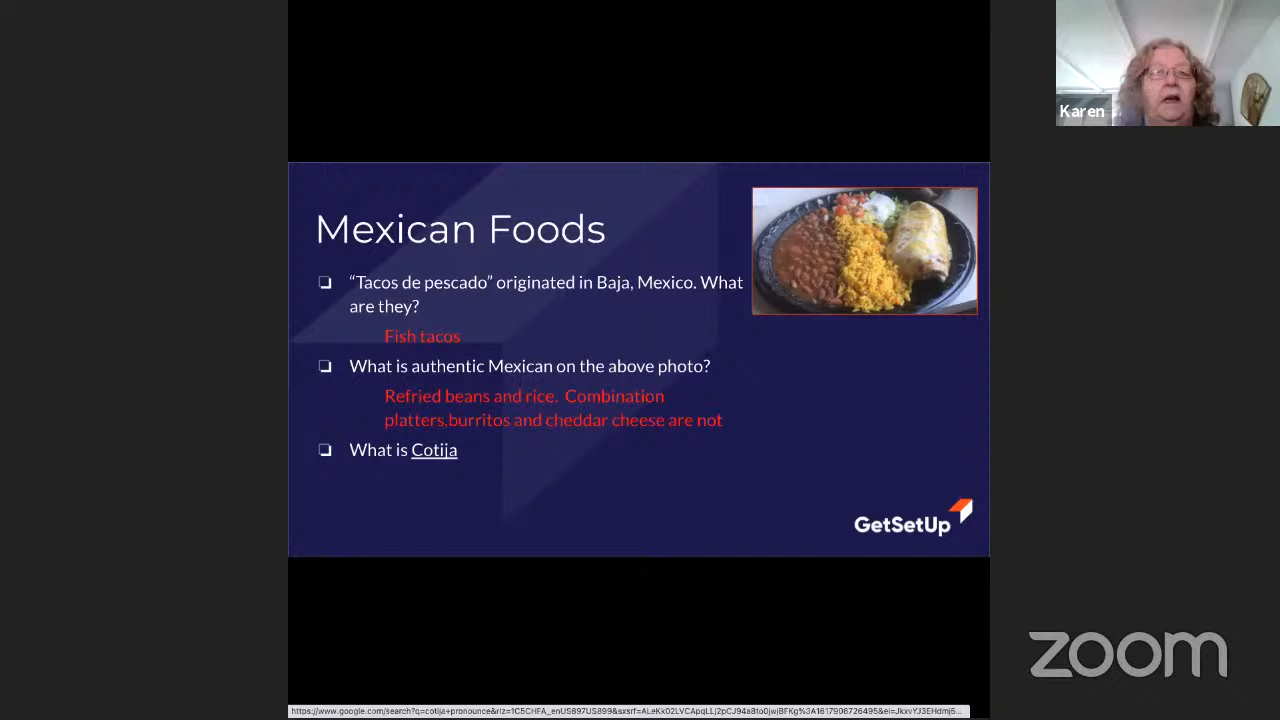 Karen
Mexican Foods
❏ “Tacos de pescado” originated in Baja, Mexico. What
are they?
Fish tacos
❏ What is authentic Mexican on the above photo?
Refried beans and rice. Combination
platters,burritos and cheddar cheese are not
❏ What is Cotija
GetSetUp
zoom